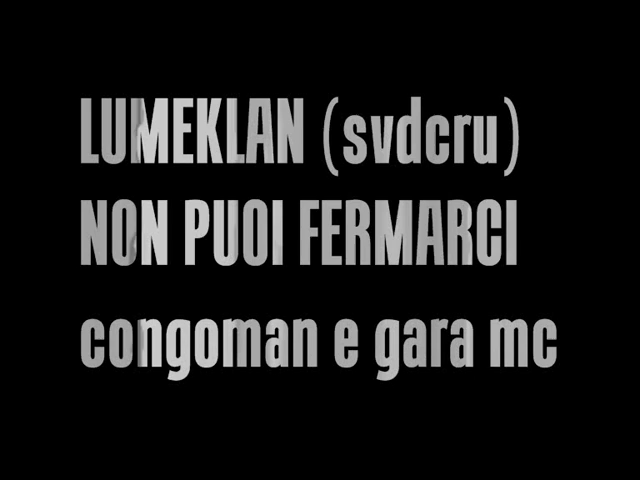 LUMEKLAN (svdcru)
NON PUOI FERMARCI
congoman e gara mc